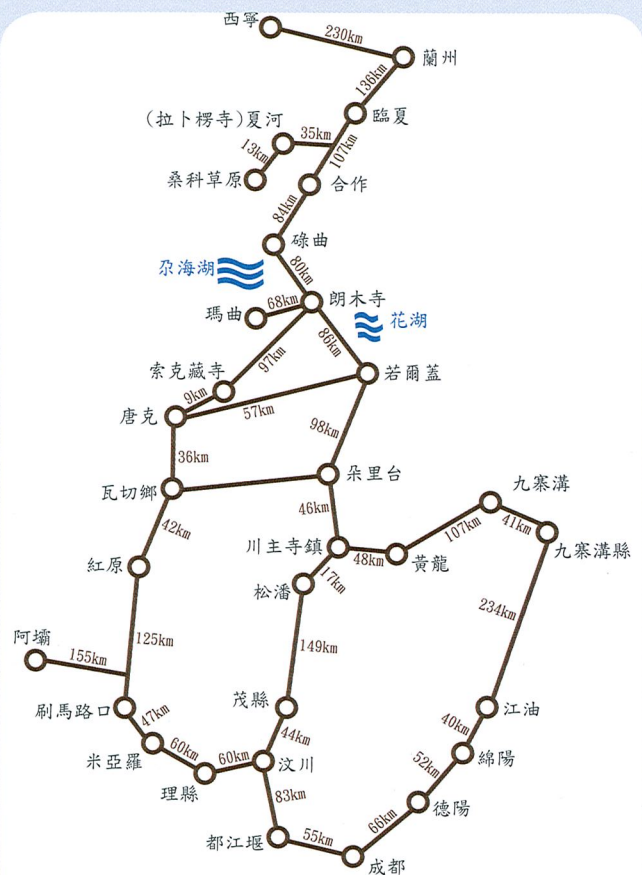 西寧
230km
蘭州
136km
臨夏
(拉卜楞寺)夏河
35km
107km
13km
桑科草原
合作
84km
碌曲
尕海湖
80km
朗木寺
68km
瑪曲
花湖
86km
97km
索克藏寺
若爾蓋
9km
57km
唐克
98km
36km
朵里台
瓦切鄉
九寨溝
46km
42km
107km
41km
川主寺鎮
九寨溝縣
48km
黃龍
紅原
17km
松潘
234km
阿壩
125km
149km
155km
刷馬路口
茂縣
江油
47km
44km
40km
米亞羅
60km
60km
汶川
綿陽
理縣
52km
83km
德陽
66km
都江堰
55km
成都